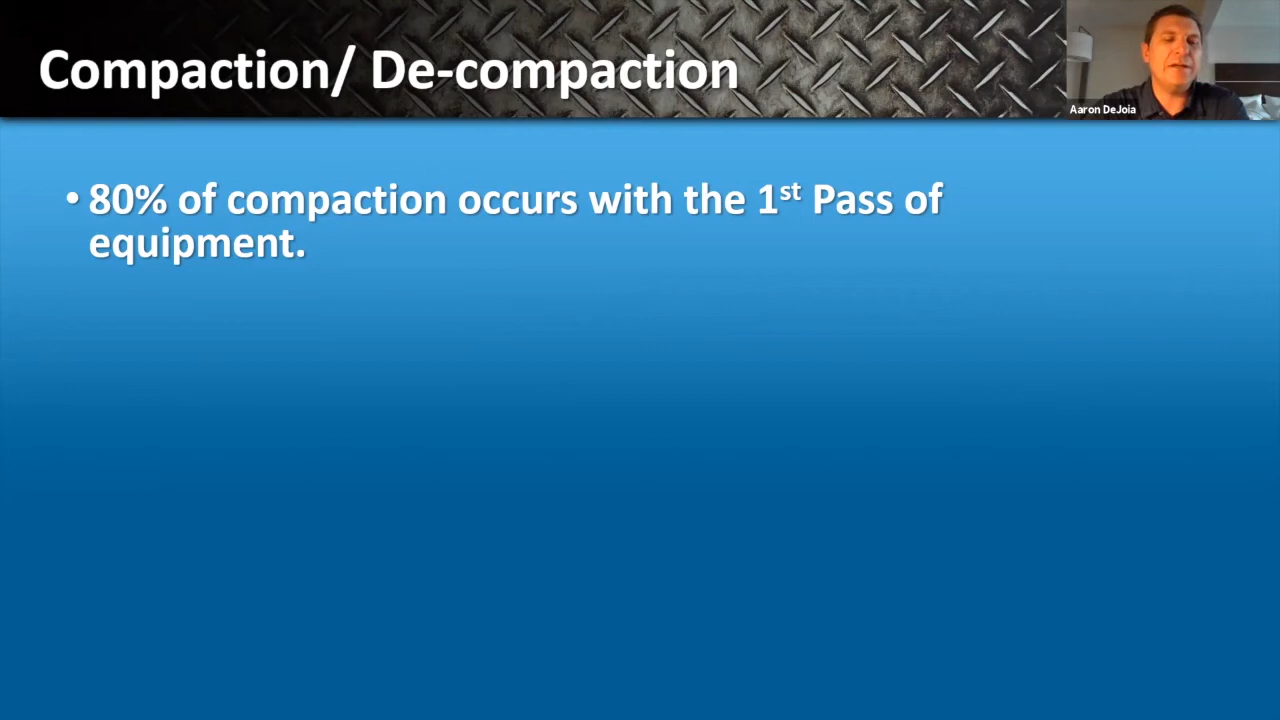 Compaction/ De-compaction
Aaron DeJoia
• 80% of compaction occurs with the 1st Pass of
equipment.